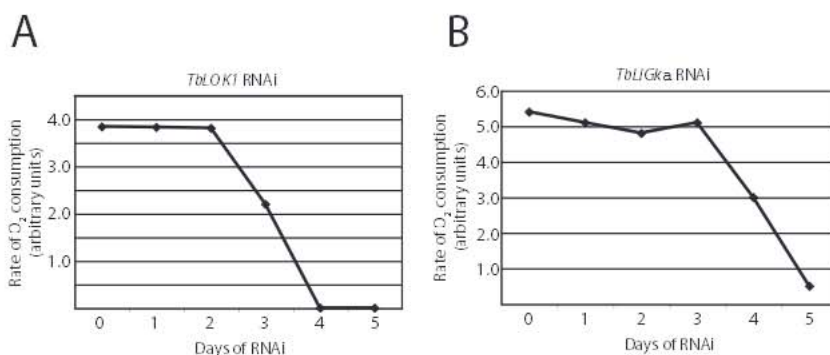 A
TbLOK1 RNAi
4.0
3.0
2.0
1.0
0 1 2 3 4 5
Days of RNAi
Rate of O2 consumption
(arbitrary units)
B
TbLIGka RNAi
6.0
5.0
4.0
3.0
2.0
1.0
0 1 2 3 4 5
Days of RNAi
Rate of O2 consumption
(arbitrary units)